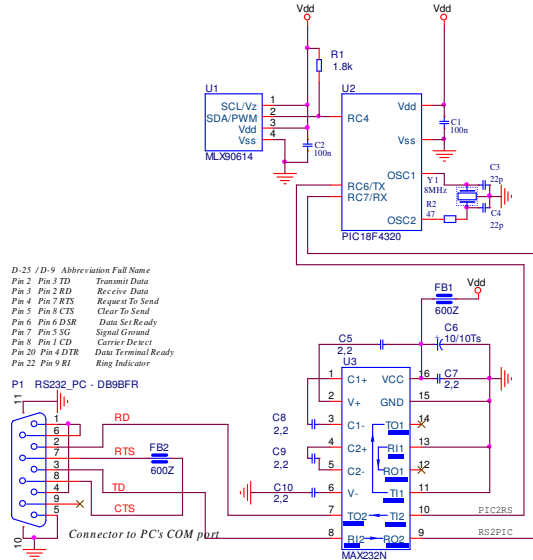 Vdd
Vdd
R1
1.8k
U1
SCL/Vz 1
SDA/PWM 2
Vdd 3
Vss 4
MLX90614
C2
100n
U2
RC4
Vdd
Vss
C1
100n
OSC1
RC6/TX
RC7/RX
OSC2
PIC18F4320
Y1
8MHz
R2
47
C3
22p
C4
22p
D-25 / D-9 Abbreviation Full Name
Pin 2 Pin 3 TD Transmit Data
Pin 3 Pin 2 RD Receive Data
Pin 4 Pin 7 RTS Request To Send
Pin 5 Pin 8 CTS Clear To Send
Pin 6 Pin 6 DSR Data Set Ready
Pin 7 Pin 5 SG Signal Ground
Pin 8 Pin 1 CD Carrier Detect
Pin 20 Pin 4 DTR Data Terminal Ready
Pin 22 Pin 9 RI Ring Indicator
Vdd
FB1
600Z
C5
2,2
C6
10/10Ts
U3
1 C1+ VCC 16
C7
2,2
2 V+ GND 15
3 C1- TO1 14
4 C2+ RI1 13
5 C2- RO1 12
6 V- TI1 11
7 TO2 TI2 10
8 RI2 RO2 9
MAX232N
PIC2RS
RS2PIC
C8
2,2
C9
2,2
C10
2,2
P1 RS232_PC - DB9BFR
11
1
6
2
7
3
8
4
9
5
10
RD
RTS
FB2
600Z
TD
CTS
Connector to PC's COM port